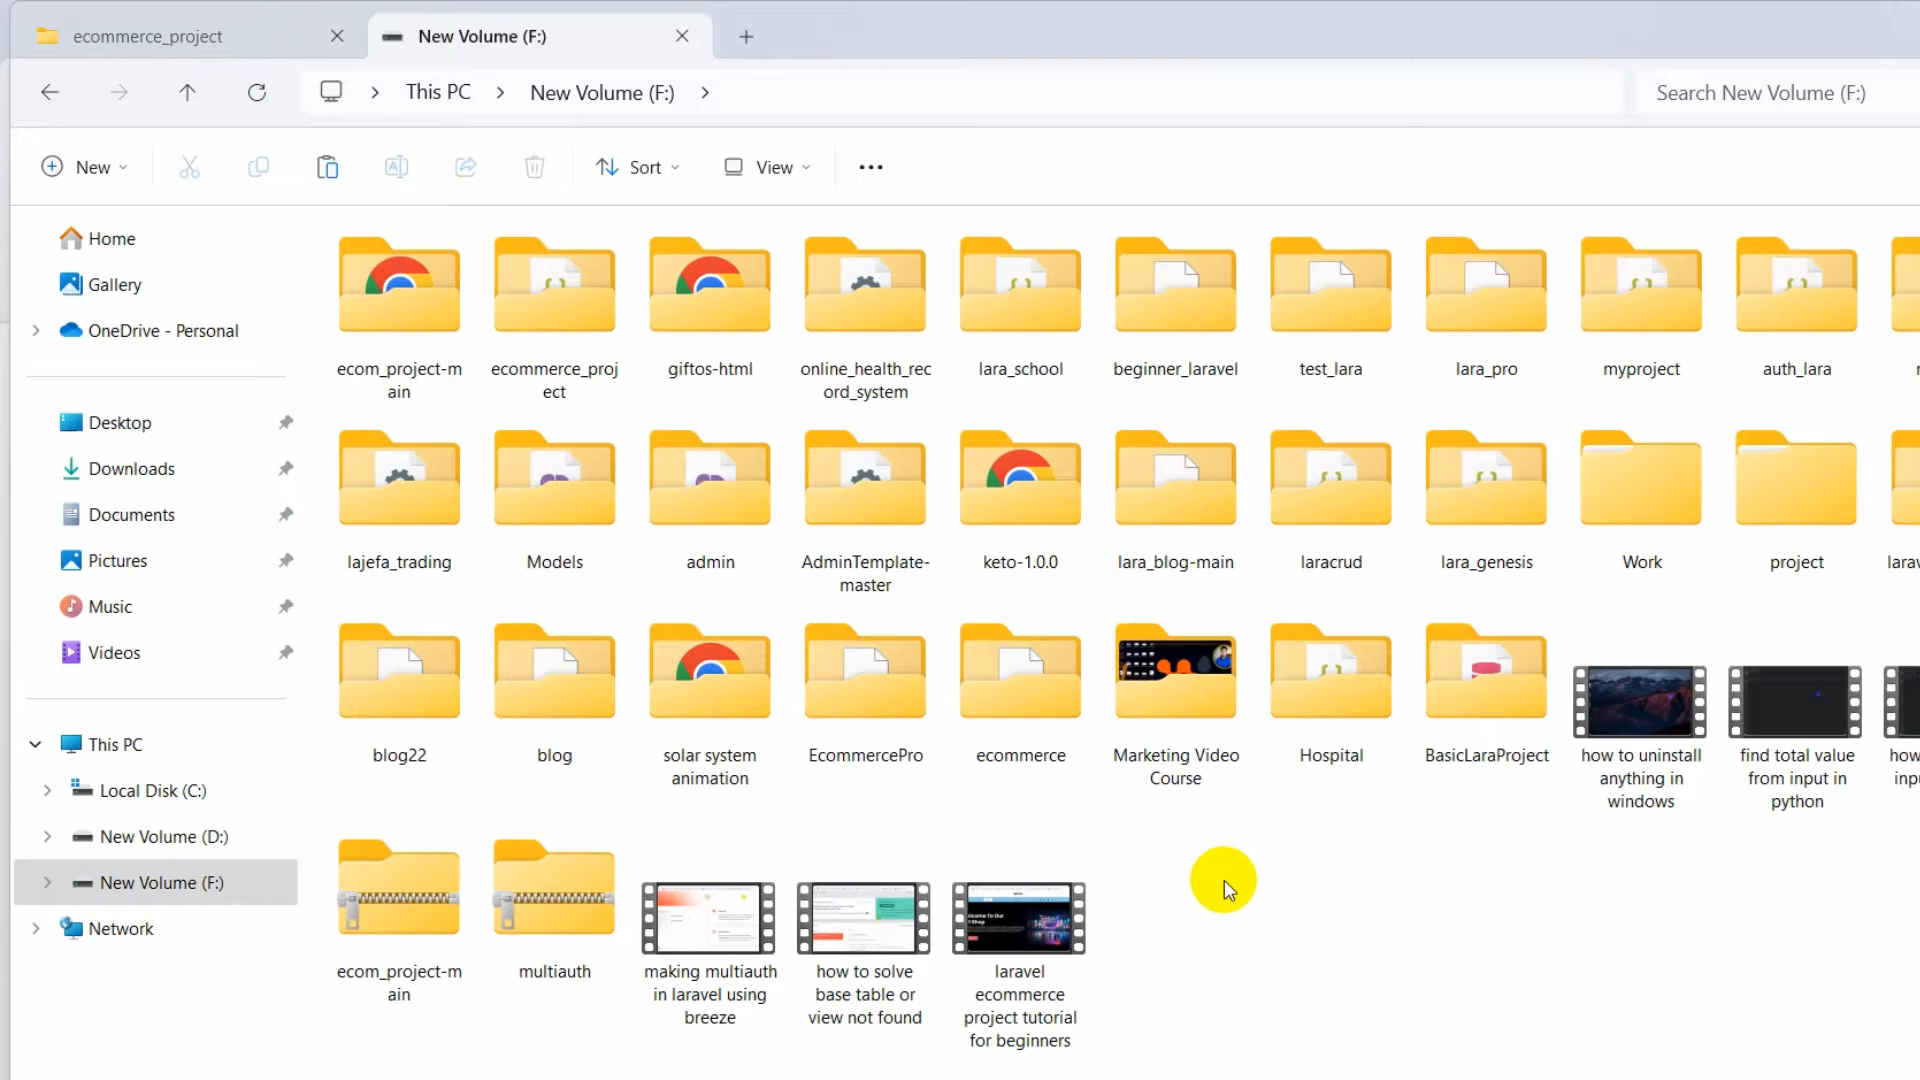 ecommerce_project
New Volume (F:)
This PC
New Volume (F:)
Search New Volume (F:)
New
Sort
View
Home
Gallery
OneDrive - Personal
Desktop
Downloads
Documents
Pictures
Music
Videos
This PC
Local Disk (C:)
New Volume (D:)
New Volume (F:)
Network
ecom_project-m
ain
ecommerce_proj
ect
giftos-html
online_health_rec
ord_system
lara_school
beginner_laravel
test_lara
lara_pro
myproject
auth_lara
lajefa_trading
Models
admin
AdminTemplate-
master
keto-1.0.0
lara_blog-main
laracrud
lara_genesis
Work
project
larav
blog22
blog
solar system
animation
EcommercePro
ecommerce
Marketing Video
Course
Hospital
BasicLaraProject
how to uninstall
anything in
windows
find total value
from input in
python
how
inpu
ecom_project-m
ain
multiauth
making multiauth
in laravel using
breeze
how to solve
base table or
view not found
laravel
ecommerce
project tutorial
for beginners